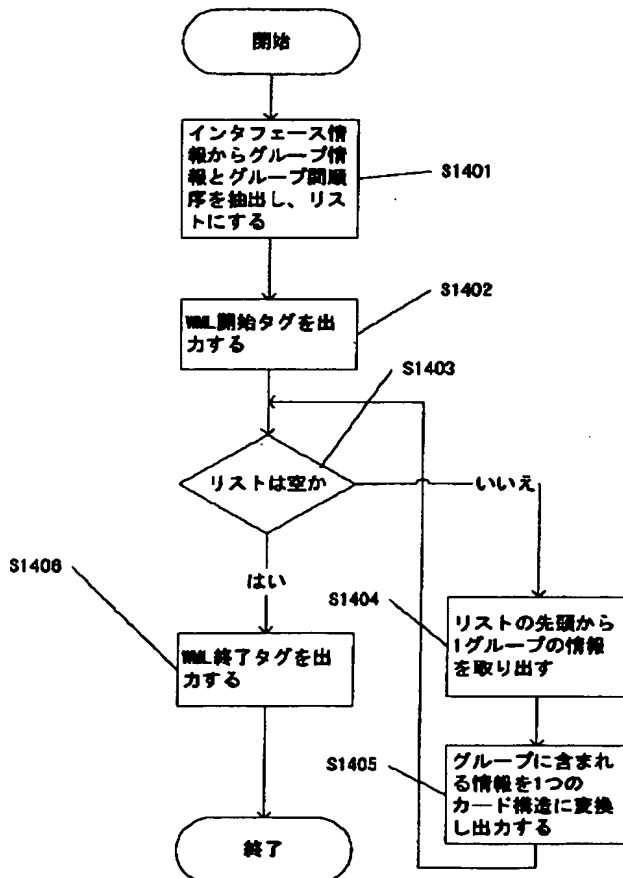 開始
インタフェース情
報からグループ情
報とグループ間順
序を抽出し、リス
トにする
S1401
S1402
WML開始タグを出
力する
S1403
リストは空か
いいえ
S1406
はい
S1404
リストの先頭から
1グループの情報
を取り出す
WML終了タグを出
力する
S1405
グループに含まれ
る情報を1つの
カード構造に変換
し出力する
終了